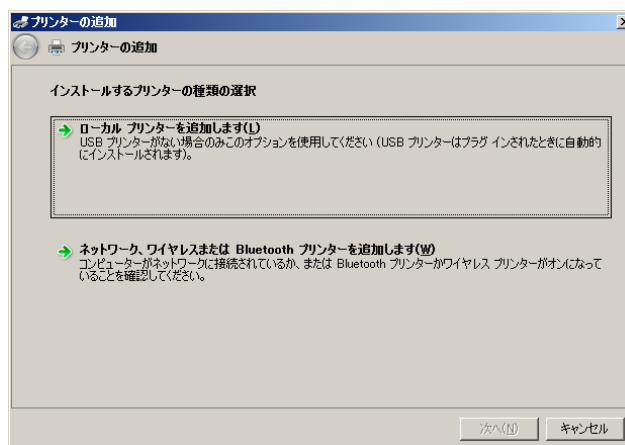 プリンターの追加
プリンターの追加
インストールするプリンターの種類の選択
ローカル プリンターを追加します(L)
USB プリンターがない場合のみこのオプションを使用してください (USB プリンターはプラグ インされたときに自動的
にインストールされます)。
ネットワーク、ワイヤレスまたは Bluetooth プリンターを追加します(W)
コンピューターがネットワークに接続されているか、または Bluetooth プリンターかワイヤレス プリンターがオンになって
いることを確認してください。
次へ(N)
キャンセル